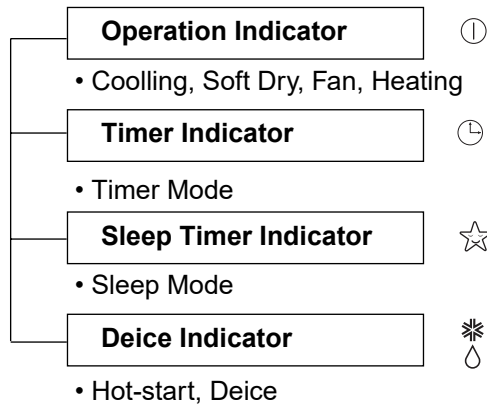 Operation Indicator
• Coolling, Soft Dry, Fan, Heating
Timer Indicator
• Timer Mode
Sleep Timer Indicator
• Sleep Mode
Deice Indicator
• Hot-start, Deice